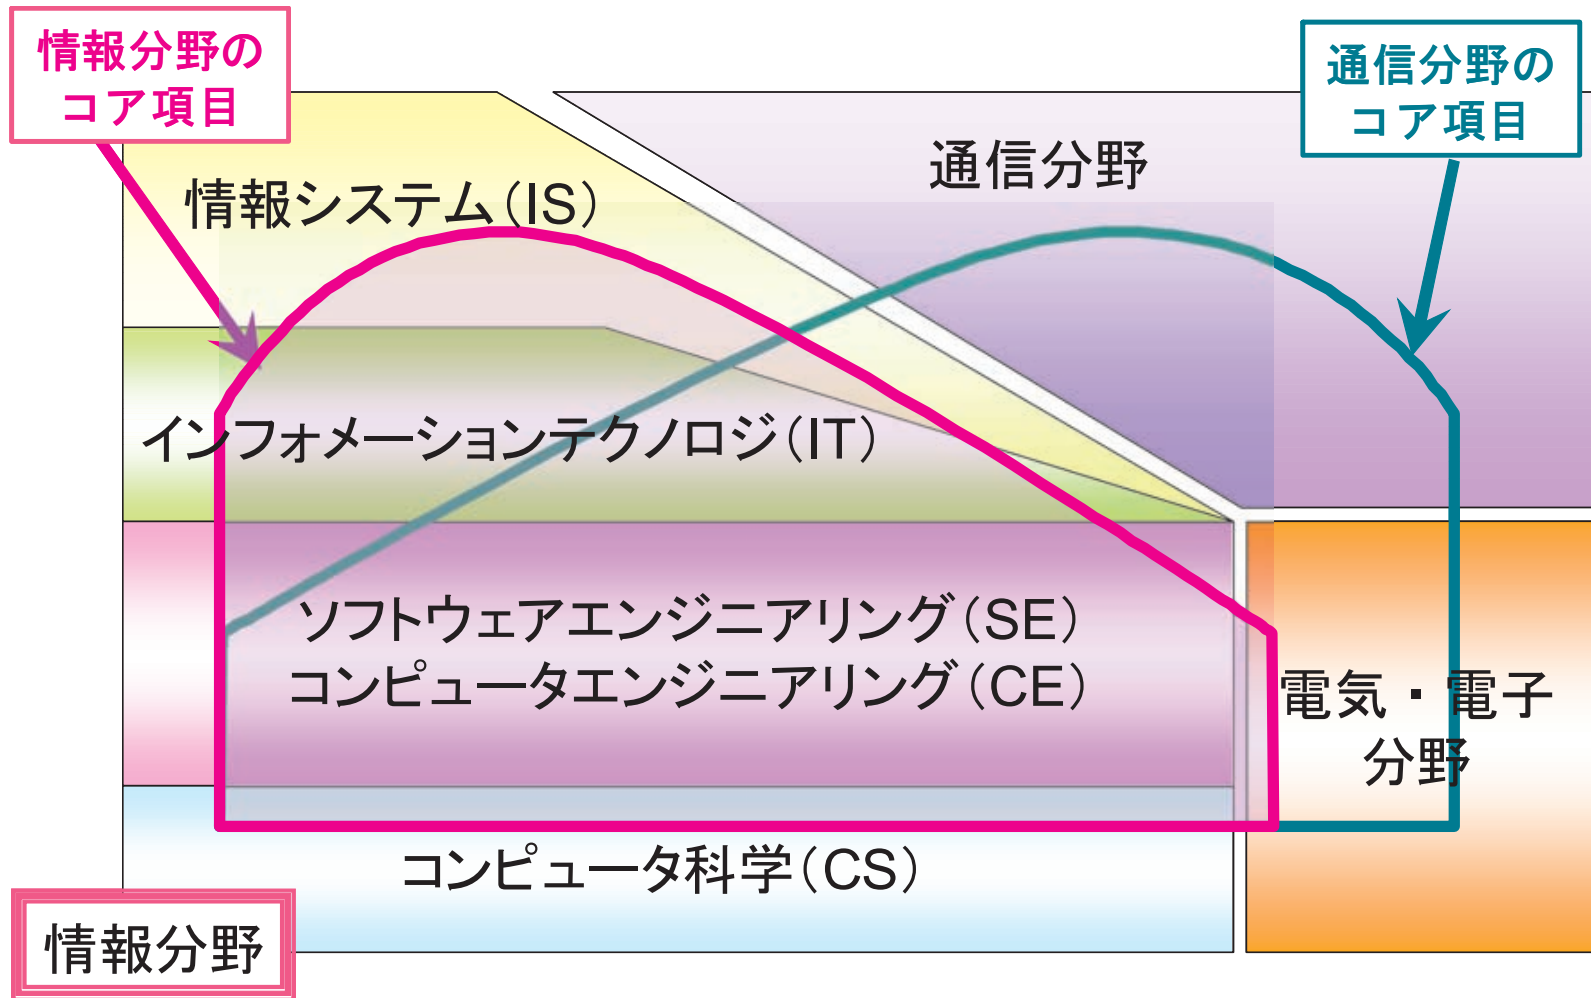 情報分野の
コア項目
通信分野の
コア項目
通信分野
情報システム(IS)
インフォメーションテクノロジ(IT)
ソフトウェアエンジニアリング(SE)
コンピュータエンジニアリング(CE)
電気・電子
分野
コンピュータ科学(CS)
情報分野